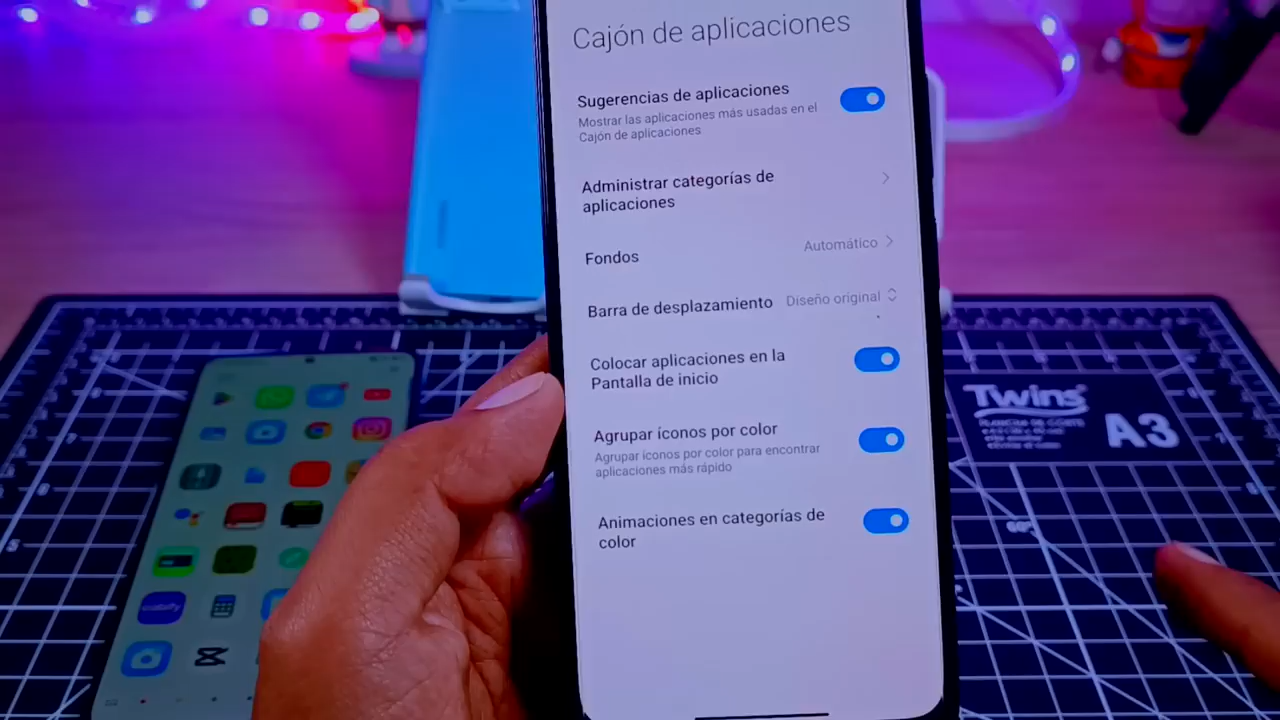 Cajón de aplicaciones
Sugerencias de aplicaciones
Mostrar las aplicaciones más usadas en el
Cajón de aplicaciones
Administrar categorías de
aplicaciones
Fondos
Automático
Barra de desplazamiento
Diseño original
Colocar aplicaciones en la
Pantalla de inicio
Agrupar íconos por color
Agrupar íconos por color para encontrar
aplicaciones más rápido
Animaciones en categorías de
color
Twins
A3